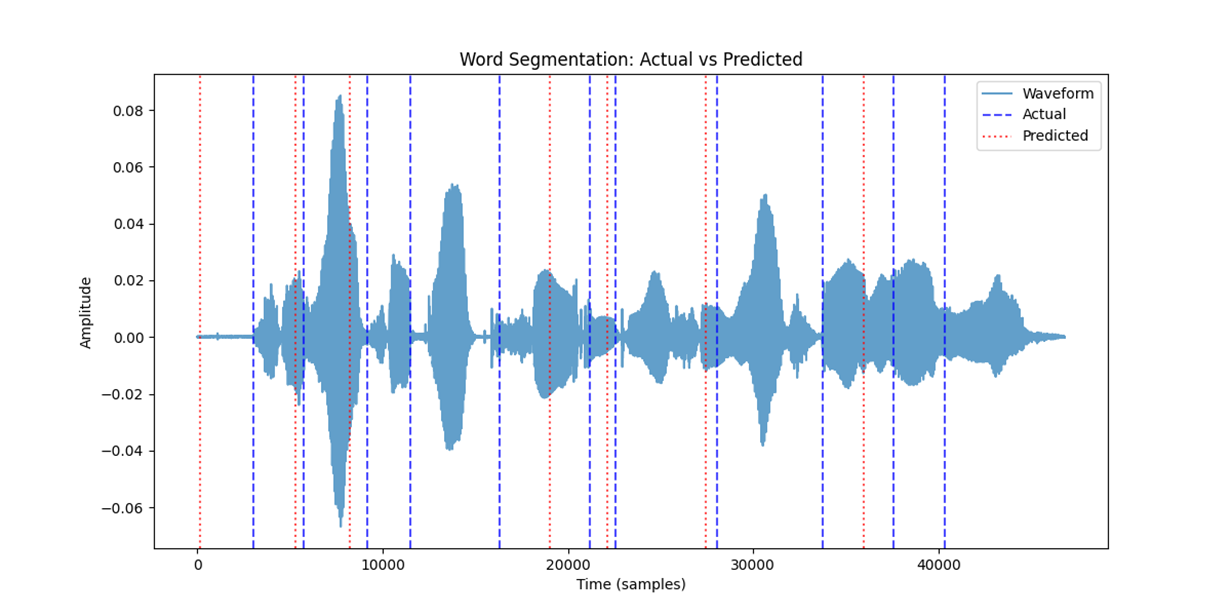 Word Segmentation: Actual vs Predicted
Waveform
Actual
Predicted
Amplitude
0.08
0.06
0.04
0.02
0.00
−0.02
−0.04
−0.06
0 10000 20000 30000 40000
Time (samples)